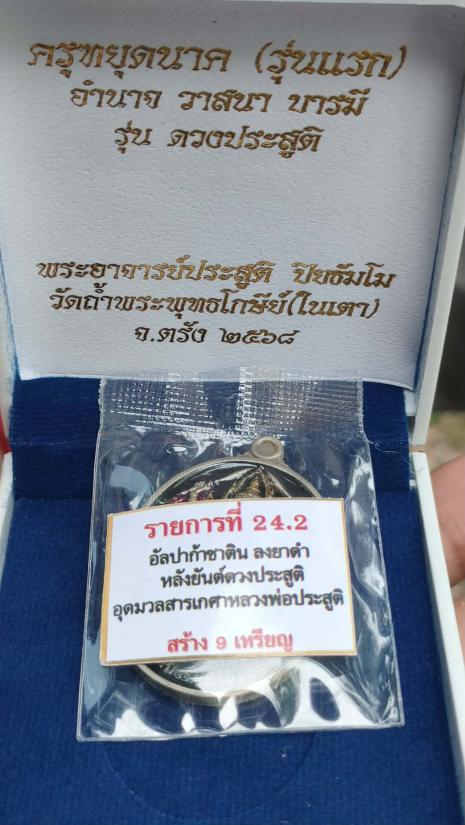 ครุฑยุดนาค (รุ่นแรก)
อำนาจ วาสนา บารมี
รุ่น ดวงประสูติ
พระอาจารย์ประสูติ ปิยธัมโม
วัดถ้ำพระพุทธโกษีย์(ในเตา)
จ.ตรัง ๒๕๖๘
รายการที่ 24.2
อัลปาก้าซาติน ลงยาดำ
หลังยันต์ดวงประสูติ
อุดมวลสารเกศาหลวงพ่อประสูติ
สร้าง 9 เหรียญ